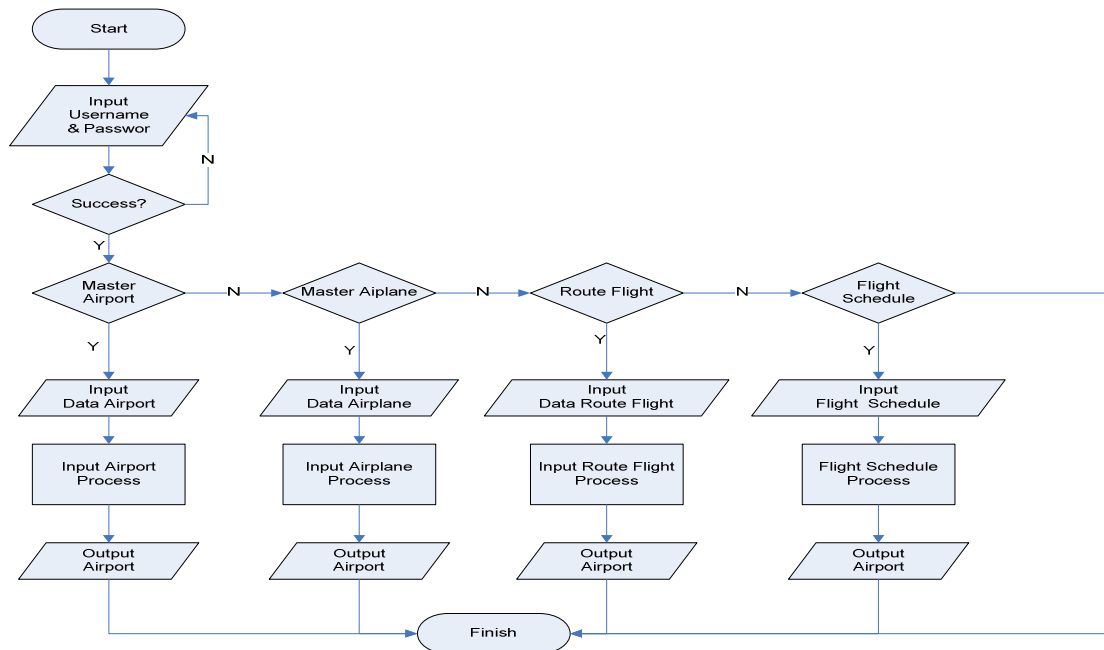 Start
Input
Username
& Passwor
N
Success?
Y
Master
Airport
N
Master Aiplane
N
Route Flight
N
Flight
Schedule
Y
Y
Y
Y
Input
Data Airport
Input
Data Airplane
Input
Data Route Flight
Input
Flight Schedule
Input Airport
Process
Input Airplane
Process
Input Route Flight
Process
Flight Schedule
Process
Output
Airport
Output
Airport
Output
Airport
Output
Airport
Finish